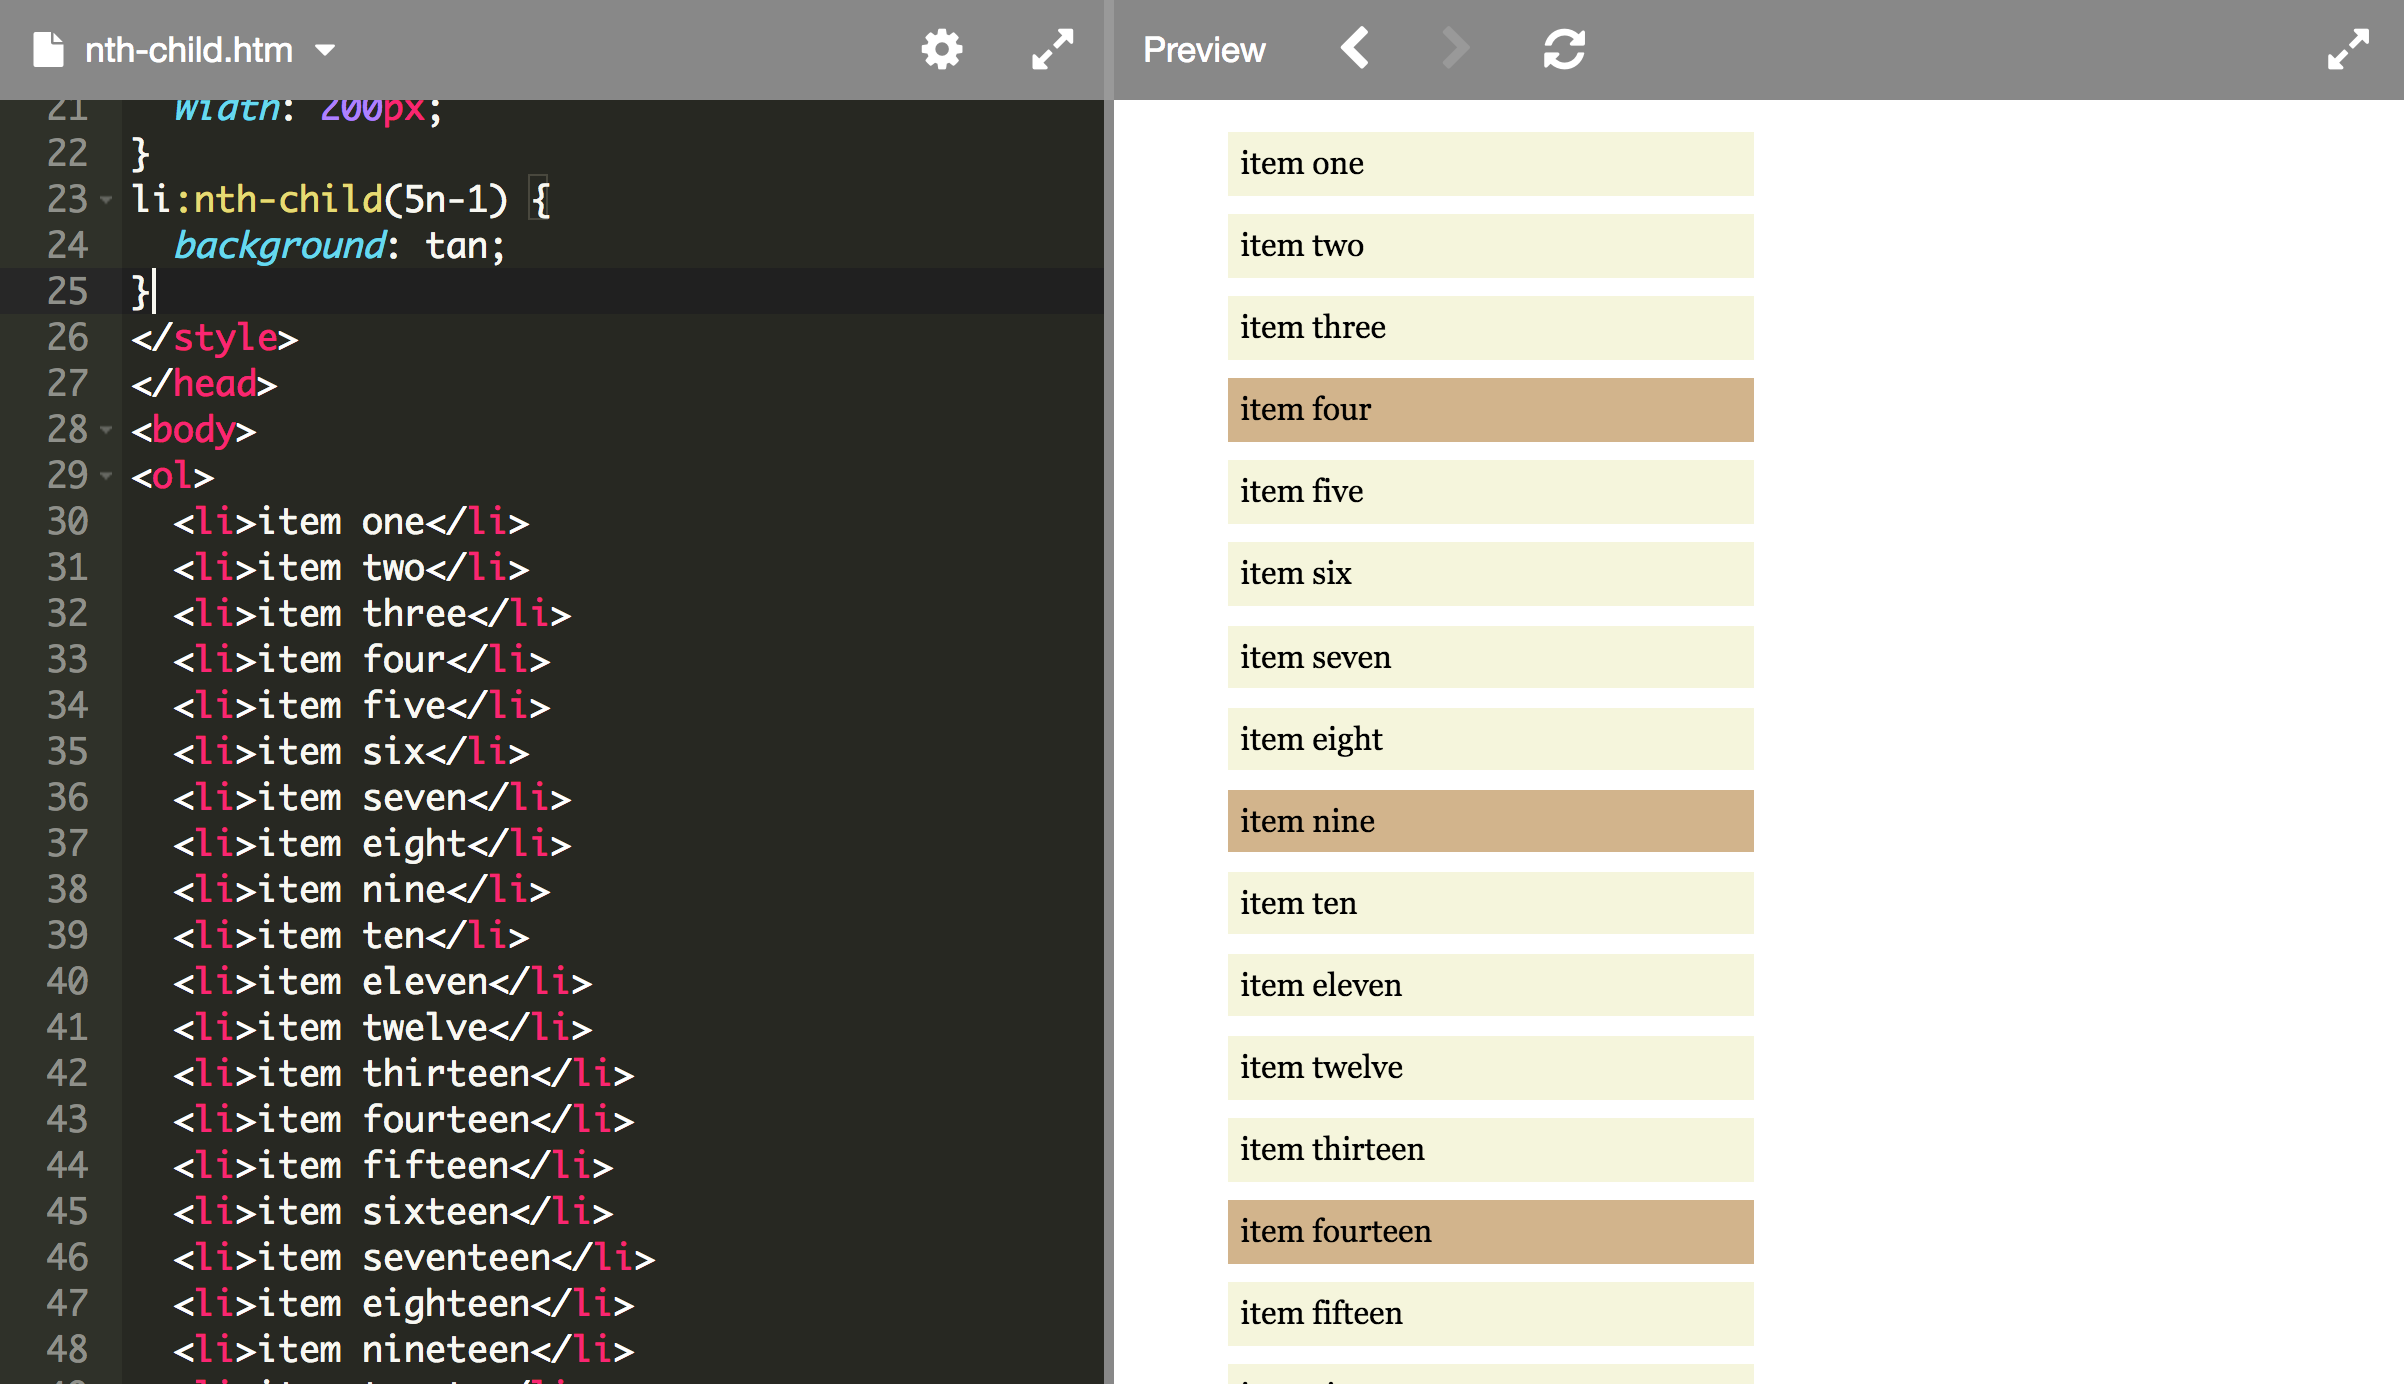 nth-child.htm
21 width: 200px;
22 }
23 li:nth-child(5n-1) {
24 background: tan;
25 }
26 </style>
27 </head>
28 <body>
29 <ol>
30 <li>item one</li>
31 <li>item two</li>
32 <li>item three</li>
33 <li>item four</li>
34 <li>item five</li>
35 <li>item six</li>
36 <li>item seven</li>
37 <li>item eight</li>
38 <li>item nine</li>
39 <li>item ten</li>
40 <li>item eleven</li>
41 <li>item twelve</li>
42 <li>item thirteen</li>
43 <li>item fourteen</li>
44 <li>item fifteen</li>
45 <li>item sixteen</li>
46 <li>item seventeen</li>
47 <li>item eighteen</li>
48 <li>item nineteen</li>
Preview
item one
item two
item three
item four
item five
item six
item seven
item eight
item nine
item ten
item eleven
item twelve
item thirteen
item fourteen
item fifteen